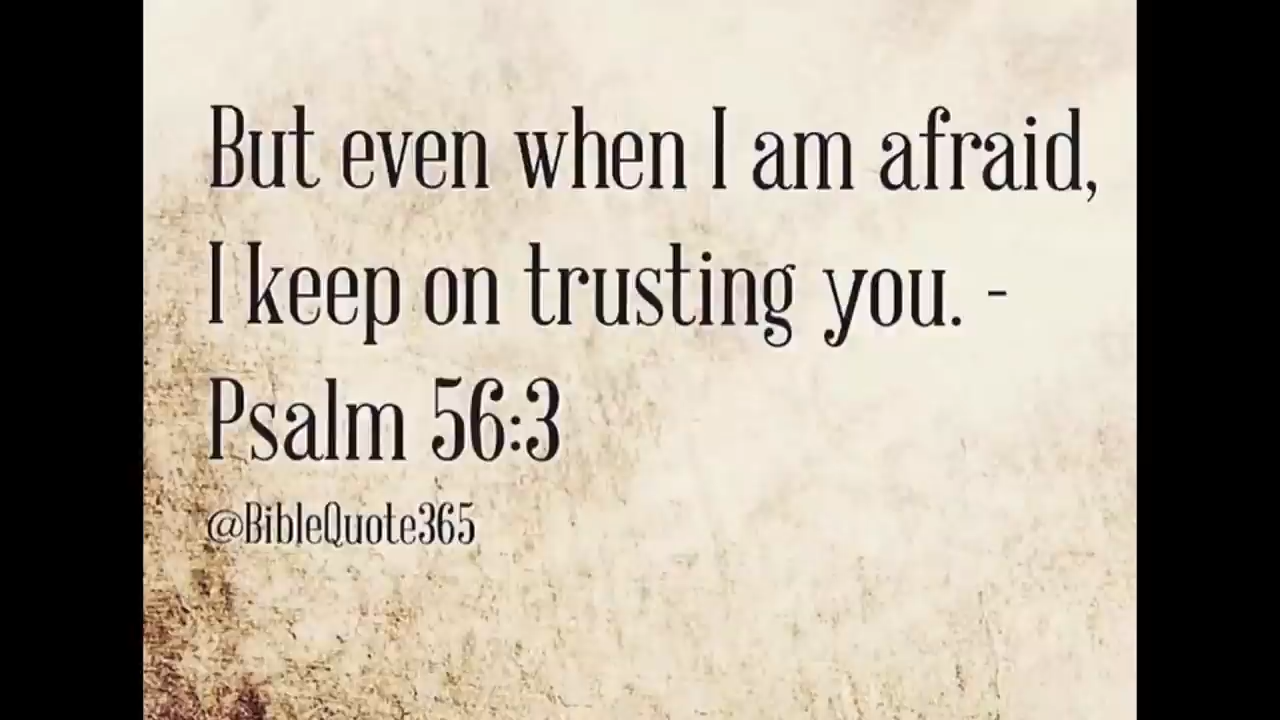 But even when I am afraid,
I keep on trusting you. -
Psalm 56:3
@BibleQuote365